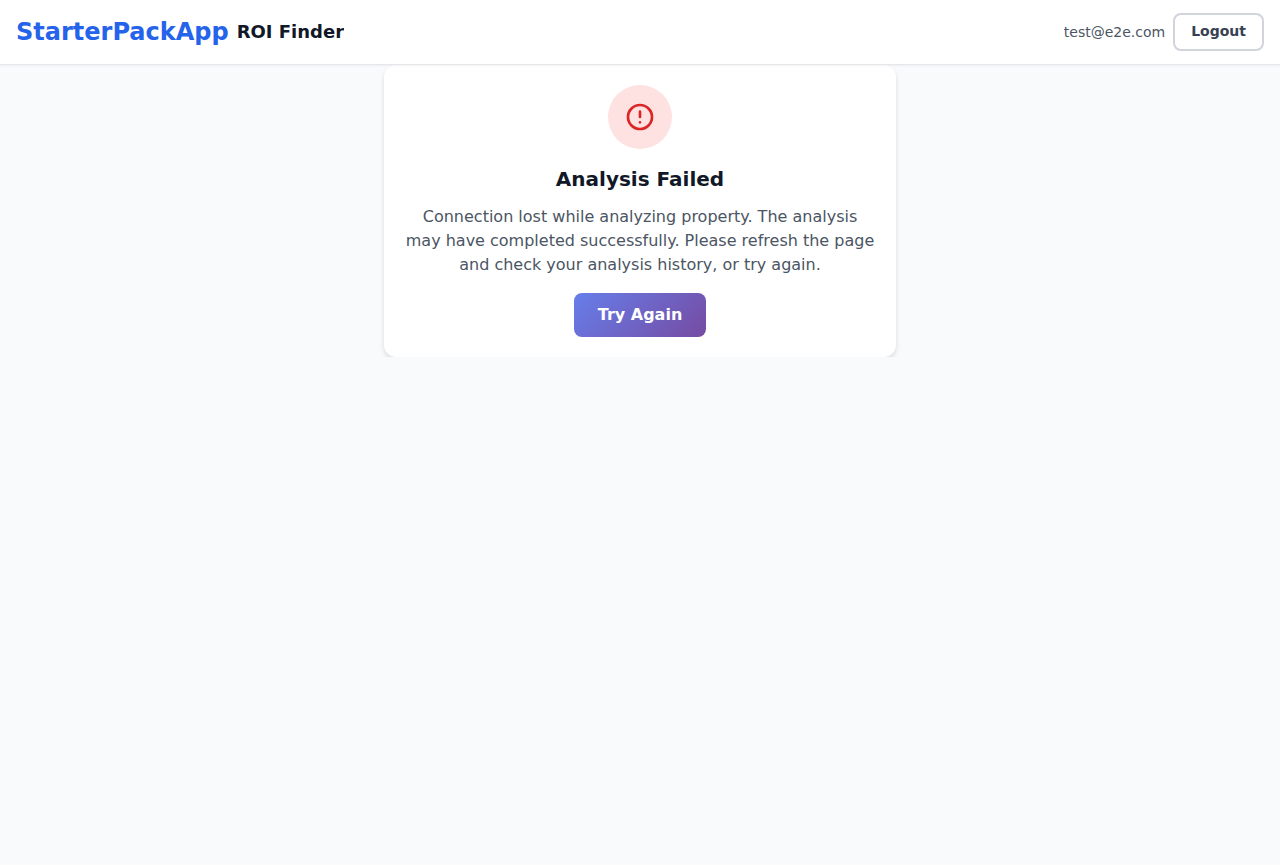 StarterPackApp ROI Finder
test@e2e.com
Logout
Analysis Failed
Connection lost while analyzing property. The analysis
may have completed successfully. Please refresh the page
and check your analysis history, or try again.
Try Again